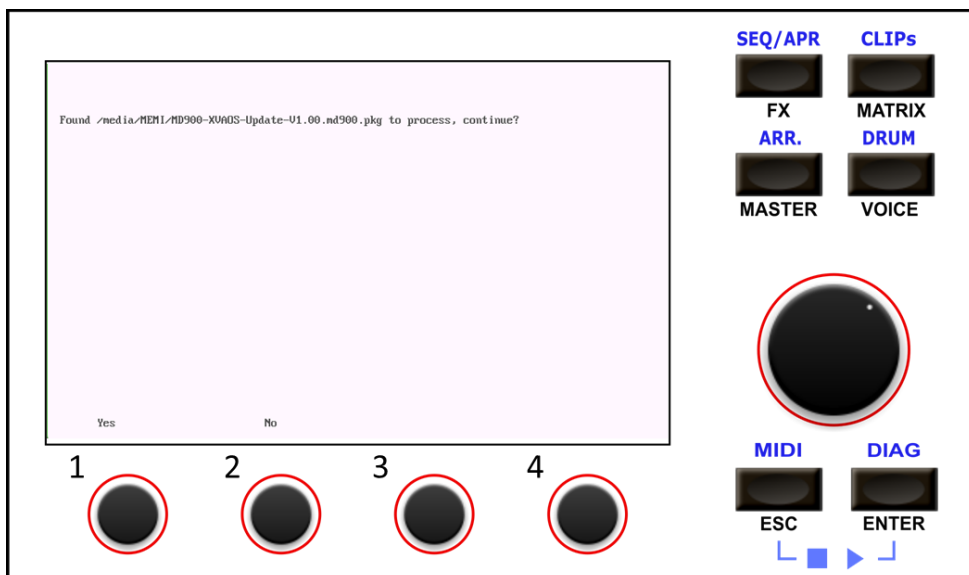 SEQ/APR CLIPs
FX MATRIX
ARR. DRUM
MASTER VOICE
Found /media/MEMI/MD900-XVAOS-Update-V1.00.md900.pkg to process, continue?
Yes No
1 2 3 4
MIDI DIAG
ESC ENTER